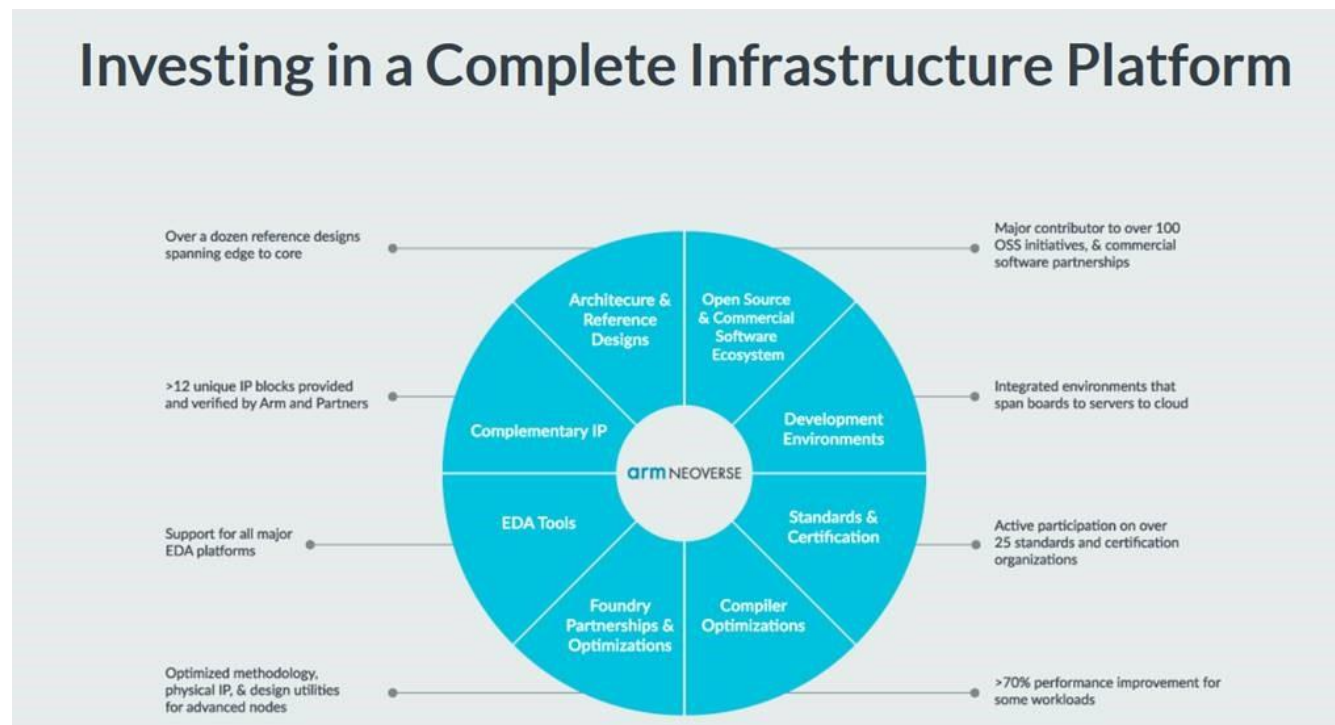 Investing in a Complete Infrastructure Platform
Over a dozen reference designs
spanning edge to core
Major contributor to over 100
OSS initiatives, & commercial
software partnerships
Architecure &
Reference
Designs
Open Source
& Commercial
Software
Ecosystem
>12 unique IP blocks provided
and verified by Arm and Partners
Integrated environments that
span boards to servers to cloud
Complementary IP
Development
Environments
arm NEOVERSE
EDA Tools
Standards &
Certification
Support for all major
EDA platforms
Active participation on over
25 standards and certification
organizations
Foundry
Partnerships &
Optimizations
Compiler
Optimizations
Optimized methodology,
physical IP, & design utilities
for advanced nodes
>70% performance improvement for
some workloads